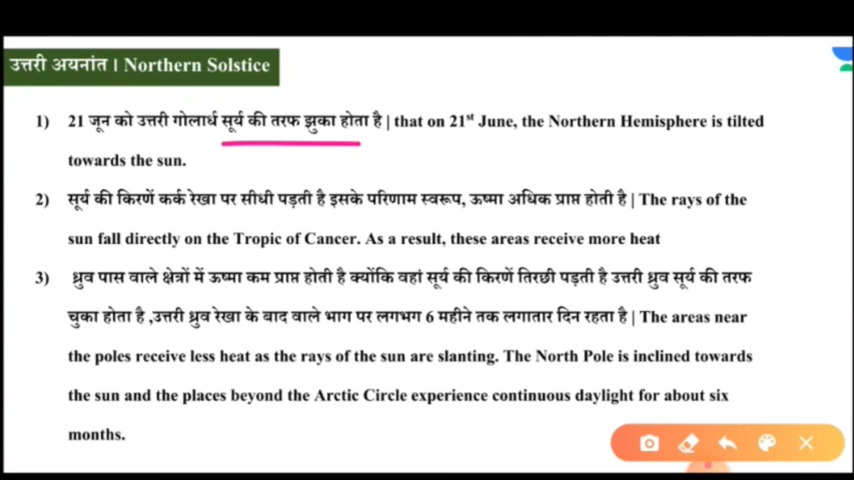 उत्तरी अयनांत । Northern Solstice
1) 21 जून को उत्तरी गोलार्ध सूर्य की तरफ झुका होता है | that on 21st June, the Northern Hemisphere is tilted
towards the sun.
2) सूर्य की किरणें कर्क रेखा पर सीधी पड़ती है इसके परिणाम स्वरूप, ऊष्मा अधिक प्राप्त होती है | The rays of the
sun fall directly on the Tropic of Cancer. As a result, these areas receive more heat
3) ध्रुव पास वाले क्षेत्रों में ऊष्मा कम प्राप्त होती है क्योंकि वहां सूर्य की किरणें तिरछी पड़ती है उत्तरी ध्रुव सूर्य की तरफ
चुका होता है ,उत्तरी ध्रुव रेखा के बाद वाले भाग पर लगभग 6 महीने तक लगातार दिन रहता है | The areas near
the poles receive less heat as the rays of the sun are slanting. The North Pole is inclined towards
the sun and the places beyond the Arctic Circle experience continuous daylight for about six
months.